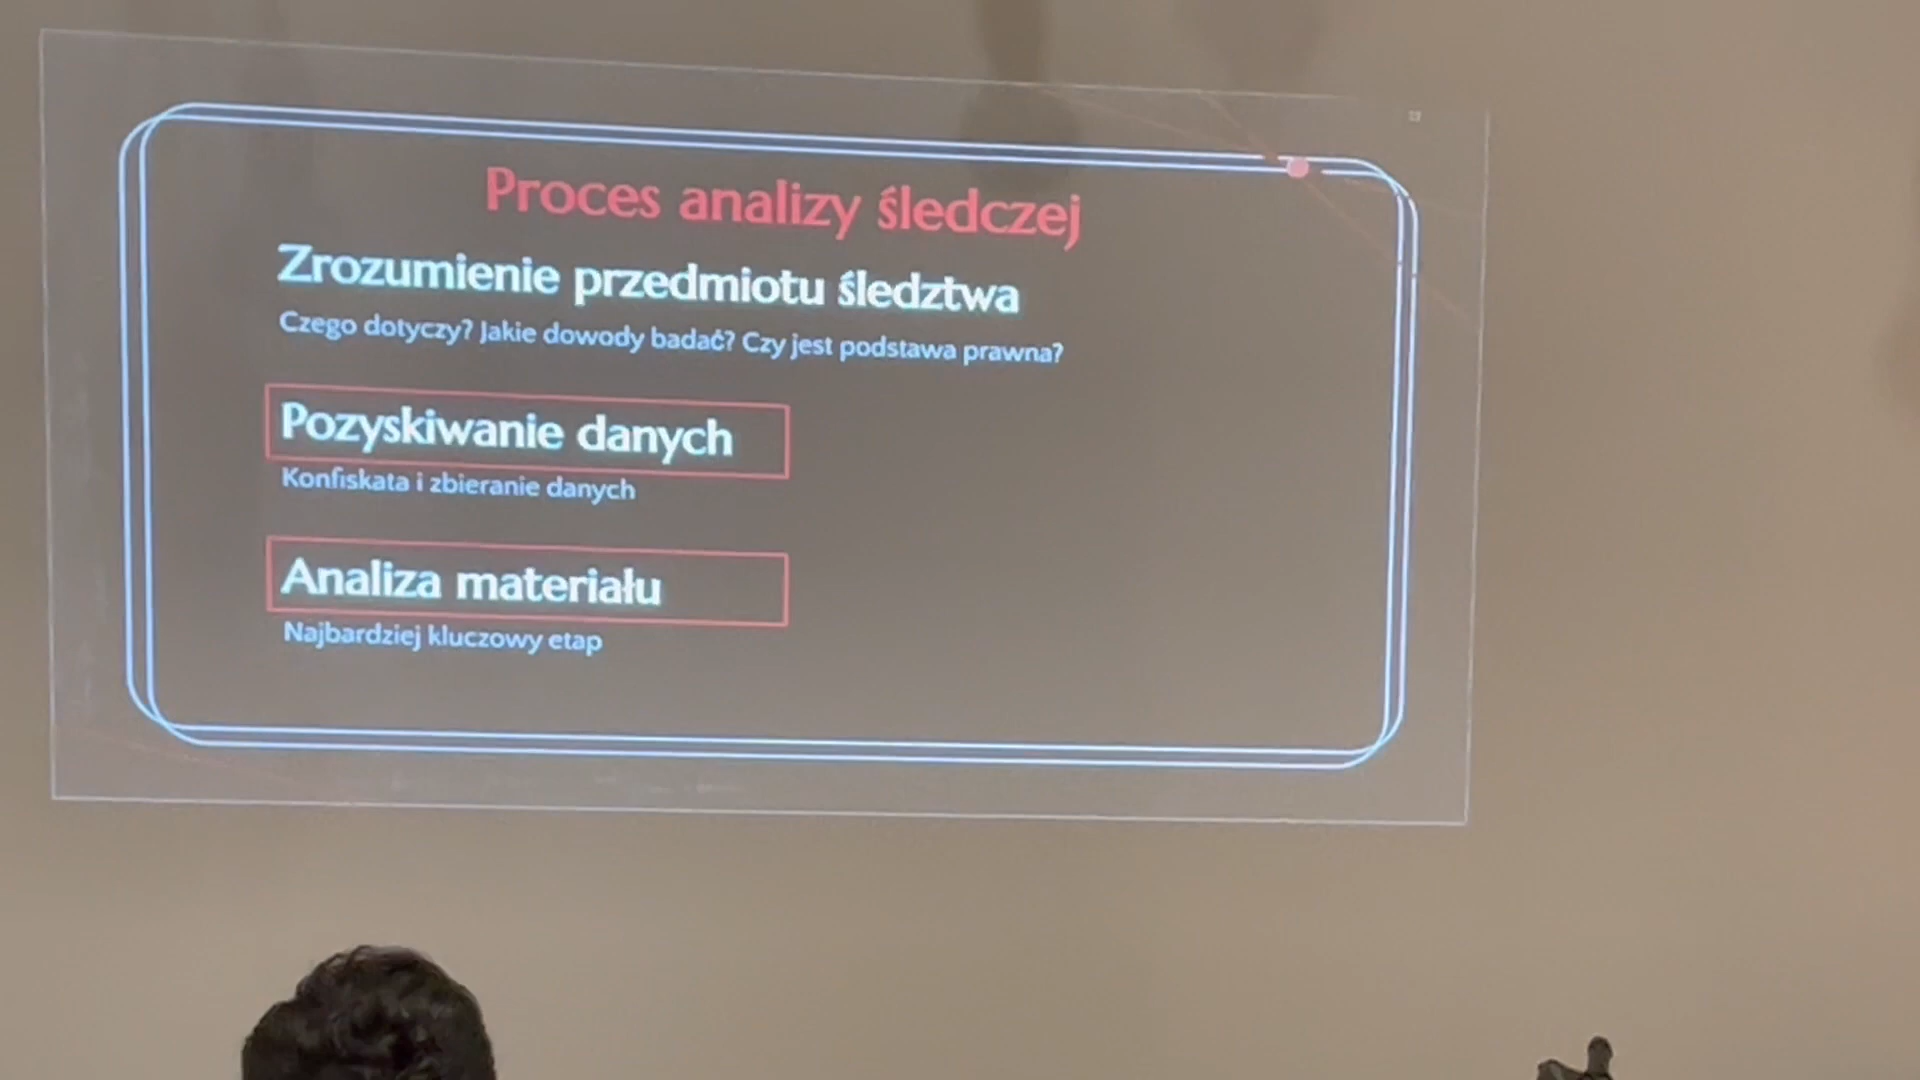 Proces analizy śledczej
Zrozumienie przedmiotu śledztwa
Czego dotyczy? Jakie dowody badać? Czy jest podstawa prawna?
Pozyskiwanie danych
Konfiskata i zbieranie danych
Analiza materiału
Najbardziej kluczowy etap